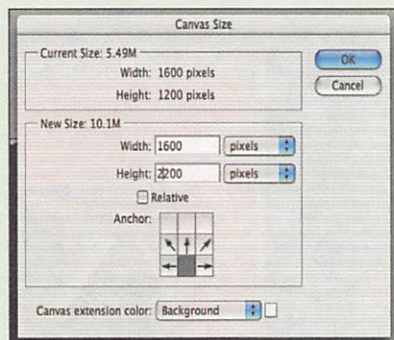 Canvas Size
Current Size: 5.49M
Width: 1600 pixels
Height: 1200 pixels
OK
Cancel
New Size: 10.1M
Width: 1600 pixels
Height: 2200 pixels
Relative
Anchor:
Canvas extension color: Background